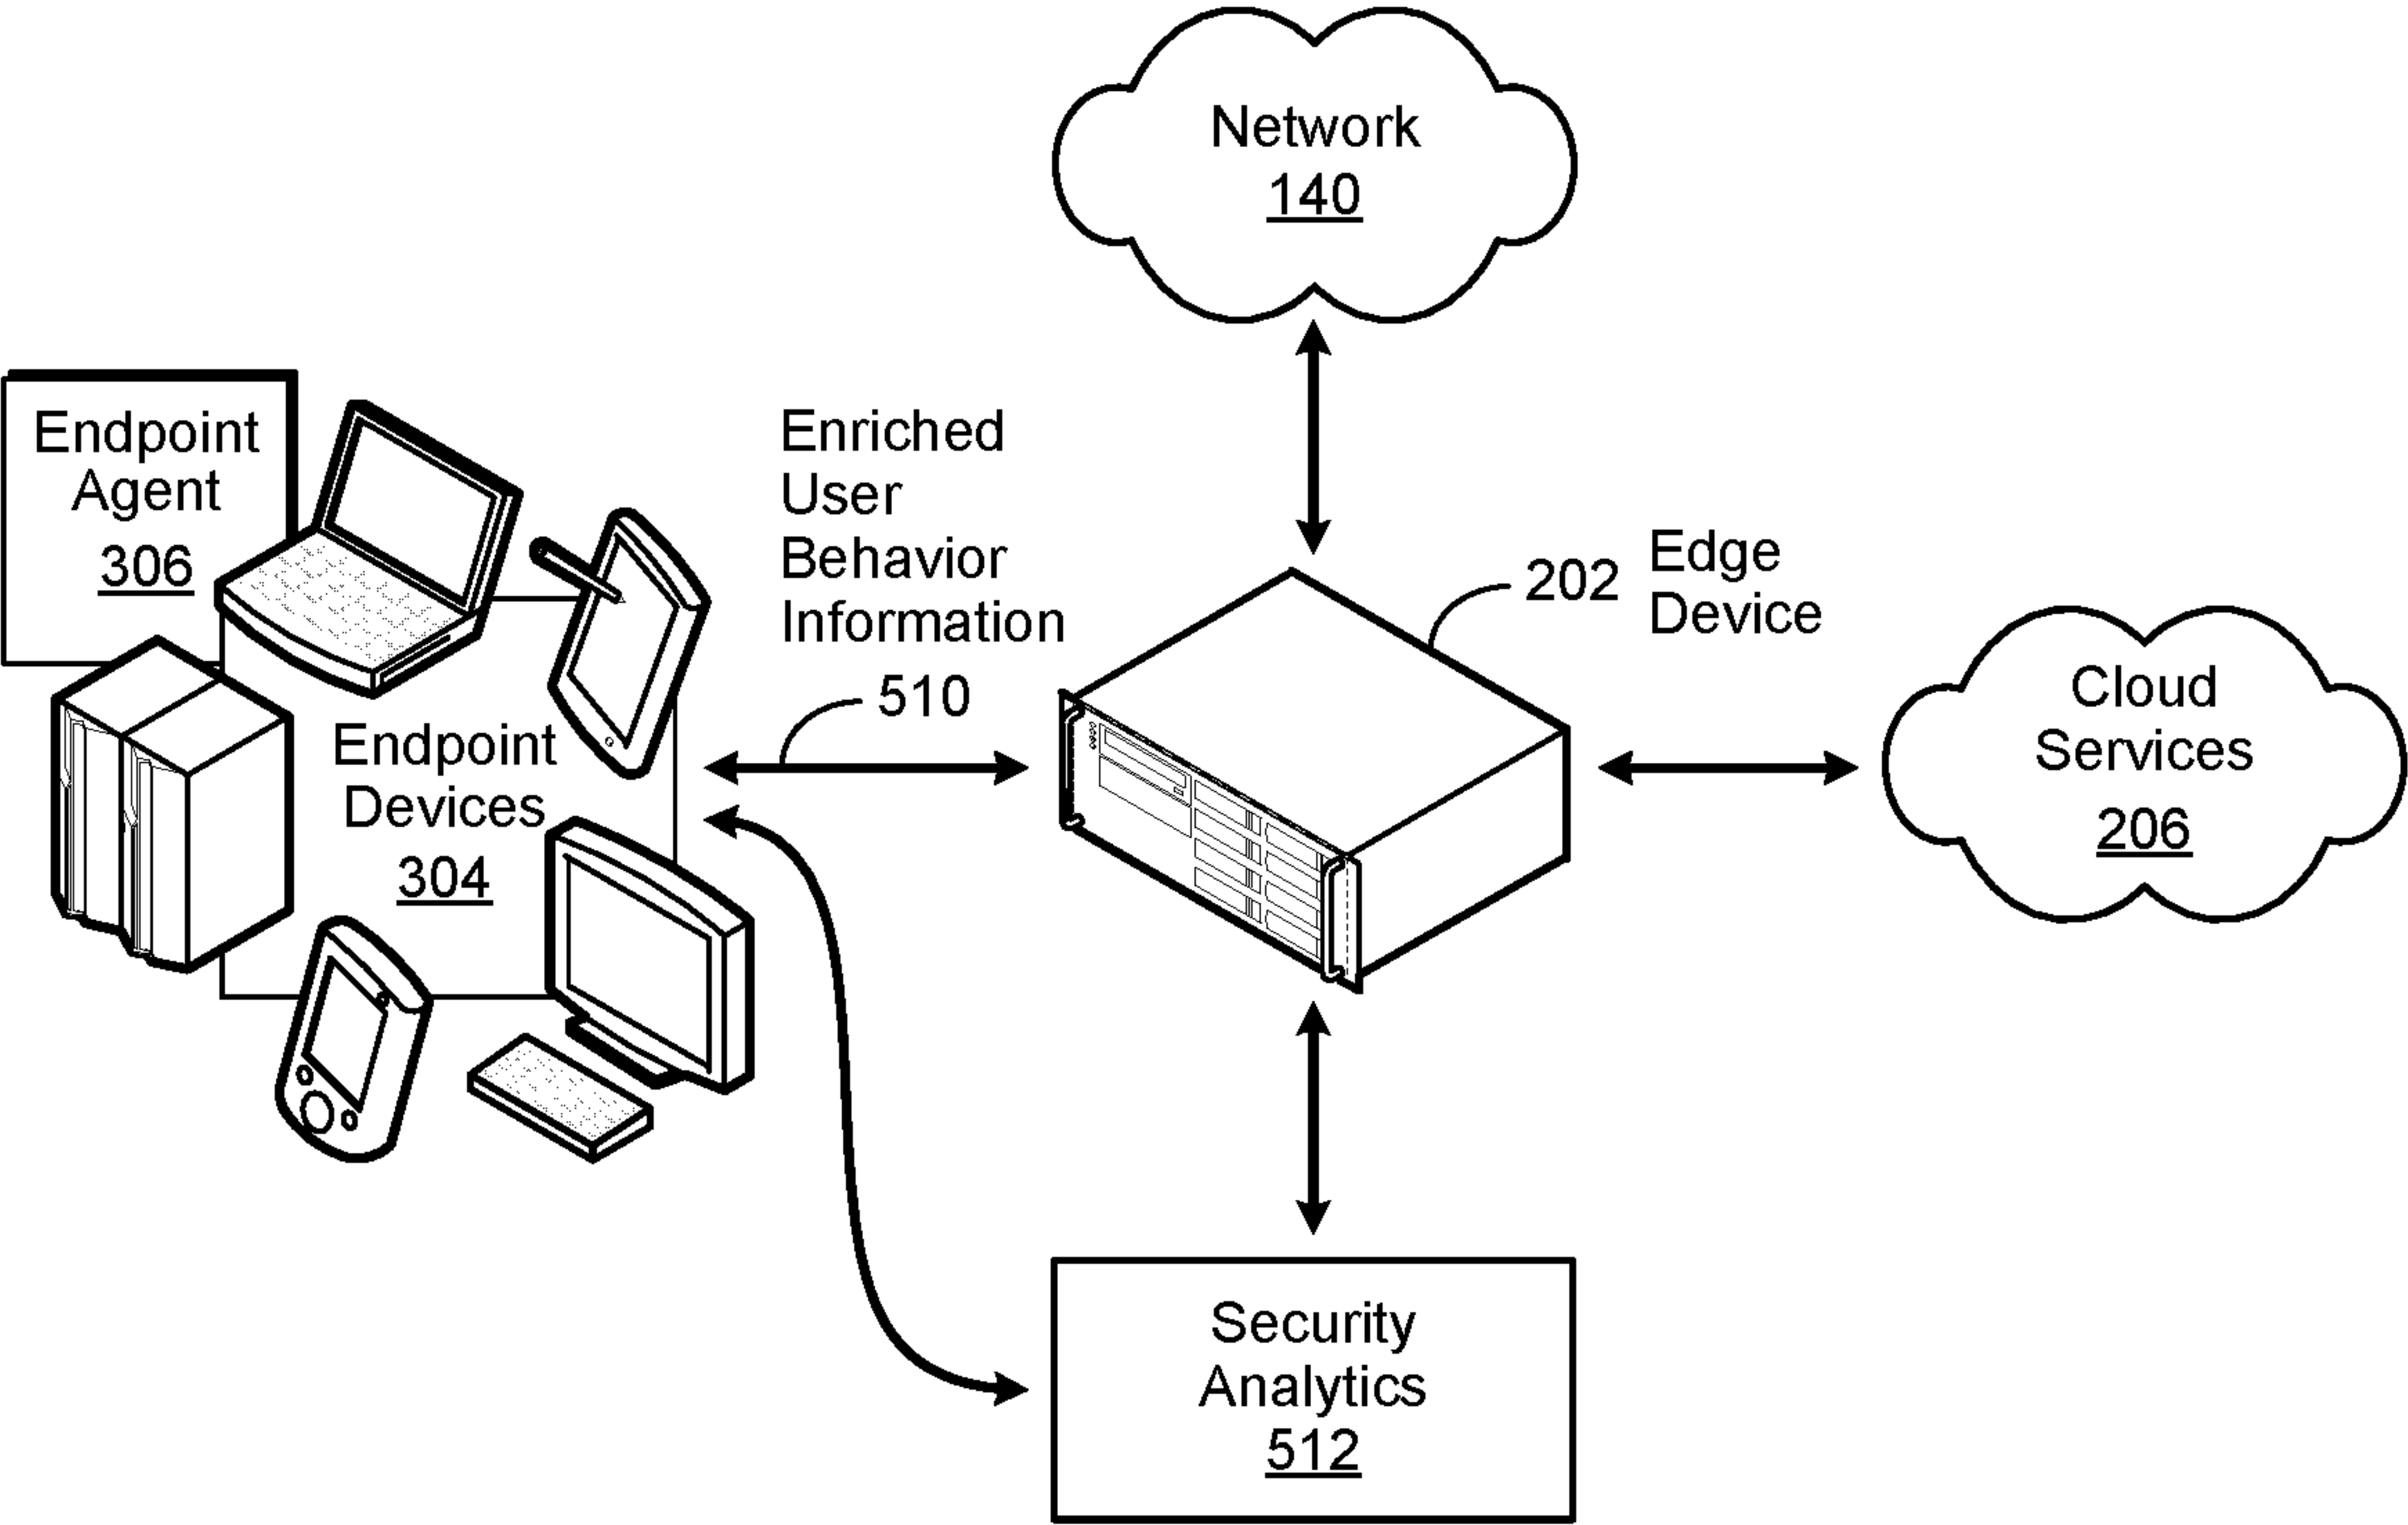 Network
140
Endpoint
Agent
306
Enriched
User
Behavior
Information
510
202
Edge
Device
Endpoint
Devices
304
Cloud
Services
206
Security
Analytics
512